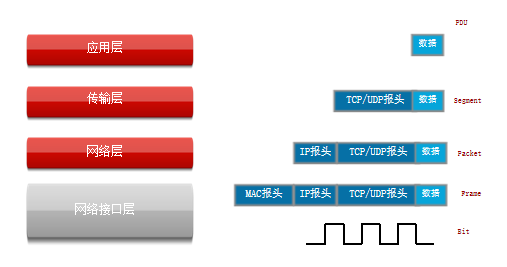 PDU
应用层 数据
传输层 TCP/UDP报头 数据 Segment
网络层 IP报头 TCP/UDP报头 数据 Packet
网络接口层 MAC报头 IP报头 TCP/UDP报头 数据 Frame
Bit